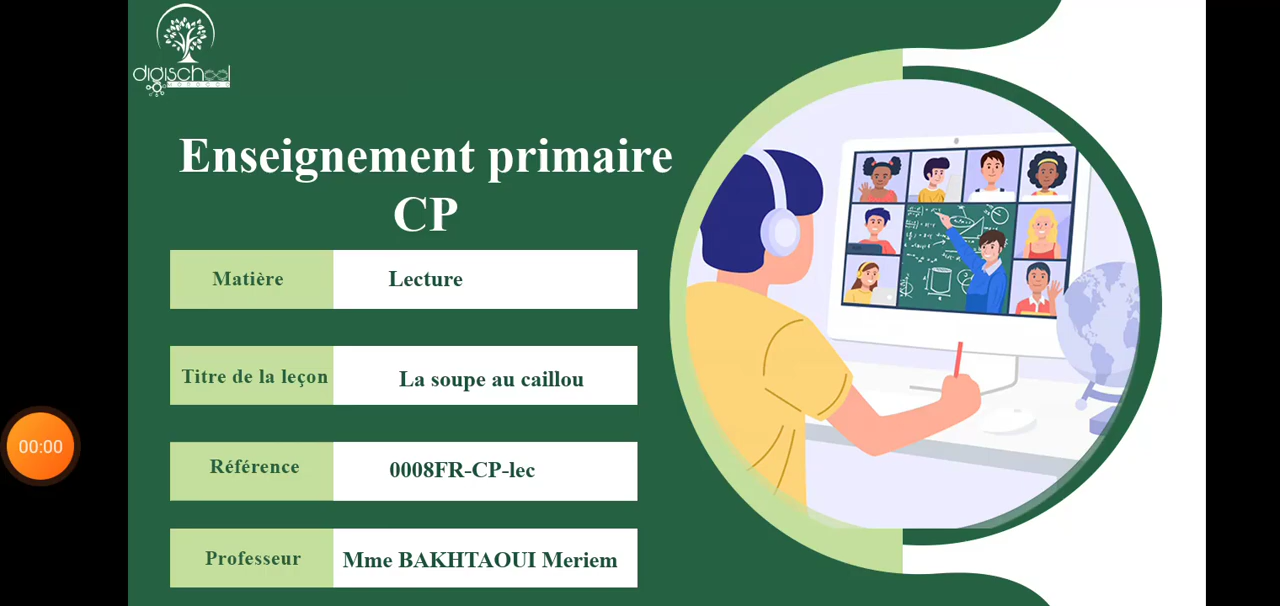 digischool
Enseignement primaire
CP
Matière
Lecture
Titre de la leçon
La soupe au caillou
Référence
0008FR-CP-lec
00:00
Professeur
Mme BAKHTAOUI Meriem